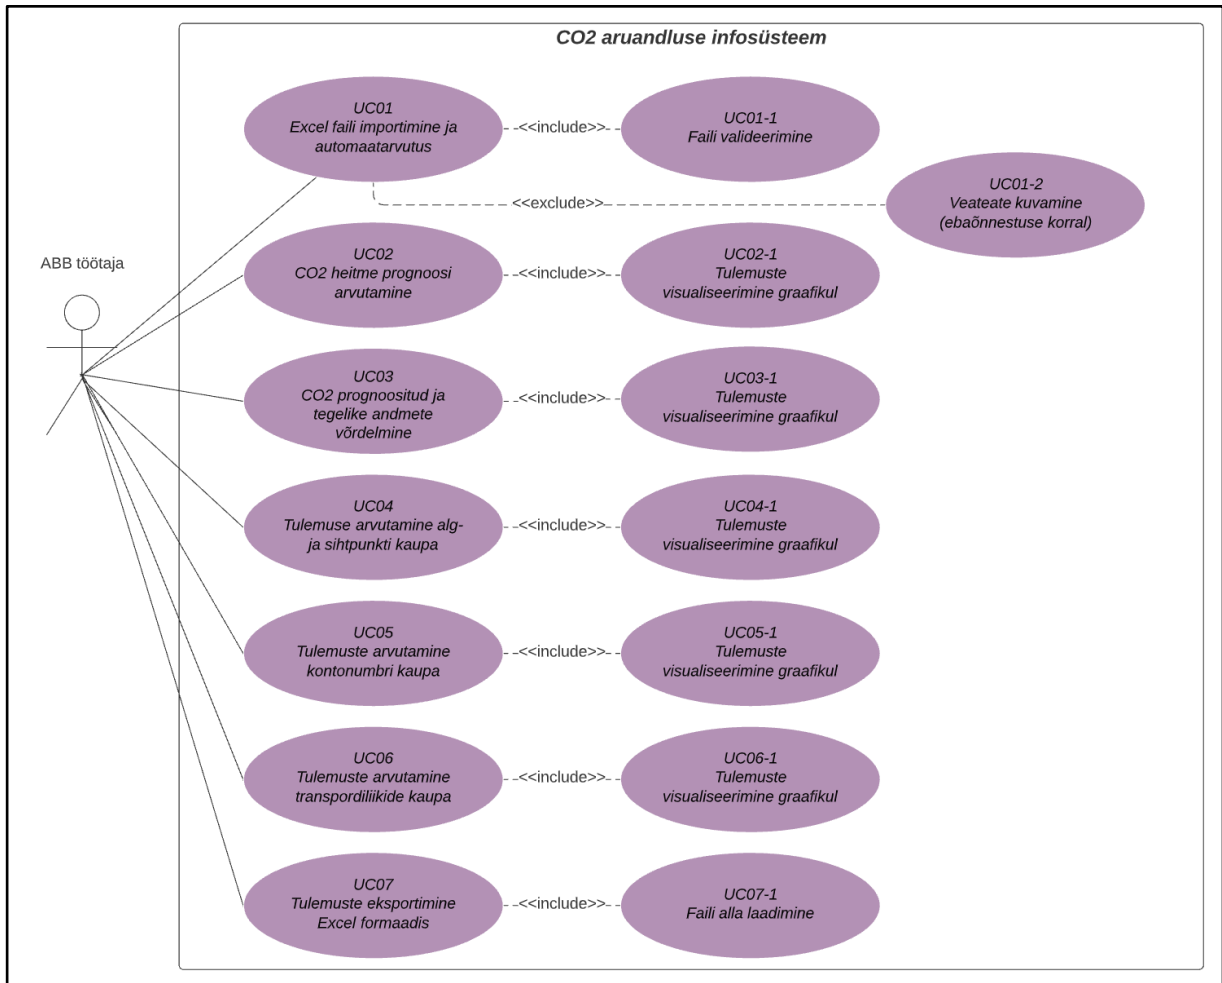 CO2 aruandluse infosüsteem
UC01
Excel faili importimine ja
automaatarvutus
<<include>>
UC01-1
Faili valideerimine
<<exclude>>
UC01-2
Veateate kuvamine
(ebaõnnestuse korral)
ABB töötaja
UC02
CO2 heitme prognoosi
arvutamine
<<include>>
UC02-1
Tulemuste
visualiseerimine graafikul
UC03
CO2 prognoositud ja
tegelike andmete
võrdelmine
<<include>>
UC03-1
Tulemuste
visualiseerimine graafikul
UC04
Tulemuse arvutamine alg-
ja sihtpunkti kaupa
<<include>>
UC04-1
Tulemuste
visualiseerimine graafikul
UC05
Tulemuste arvutamine
kontonumbri kaupa
<<include>>
UC05-1
Tulemuste
visualiseerimine graafikul
UC06
Tulemuste arvutamine
transpordiliikide kaupa
<<include>>
UC06-1
Tulemuste
visualiseerimine graafikul
UC07
Tulemuste eksportimine
Excel formaadis
<<include>>
UC07-1
Faili alla laadimine